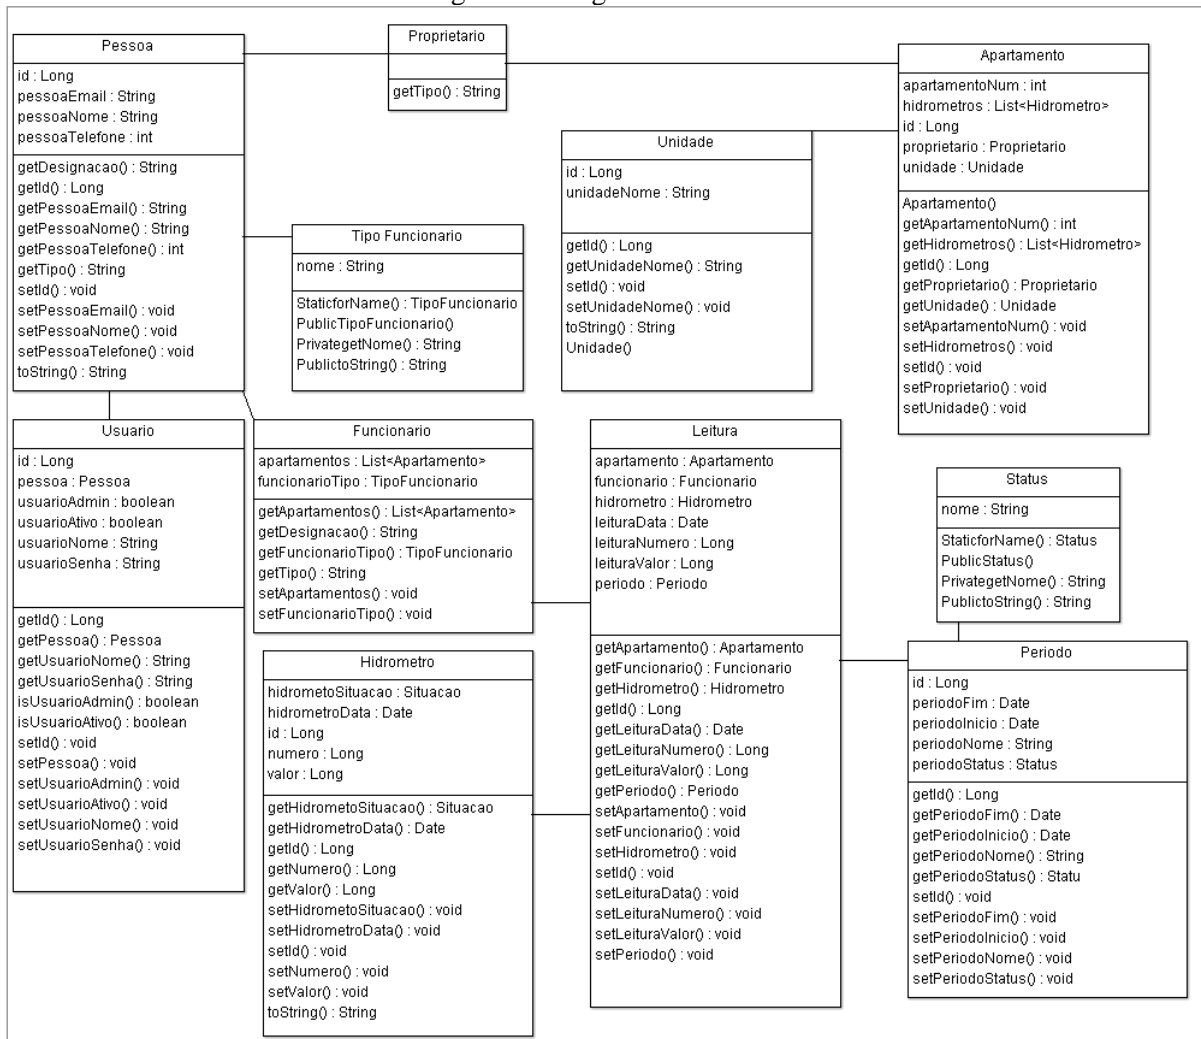 Pessoa
id : Long
pessoaEmail : String
pessoaNome : String
pessoaTelefone : int
getDesignacao() : String
getId() : Long
getPessoaEmail() : String
getPessoaNome() : String
getPessoaTelefone() : int
getTipo() : String
setId() : void
setPessoaEmail() : void
setPessoaNome() : void
setPessoaTelefone() : void
toString() : String
Proprietario
getTipo() : String
Apartamento
apartamentoNum : int
hidrometros : List<Hidrometro>
id : Long
proprietario : Proprietario
unidade : Unidade
Apartamento()
getApartamentoNum() : int
getHidrometros() : List<Hidrometro>
getId() : Long
getProprietario() : Proprietario
getUnidade() : Unidade
setApartamentoNum() : void
setHidrometros() : void
setId() : void
setProprietario() : void
setUnidade() : void
Unidade
id : Long
unidadeNome : String
getId() : Long
getUnidadeNome() : String
setId() : void
setUnidadeNome() : void
toString() : String
Unidade()
Tipo Funcionario
nome : String
StaticforName() : TipoFuncionario
PublicTipoFuncionario()
PrivategetNome() : String
PublictoString() : String
Usuario
id : Long
pessoa : Pessoa
usuarioAdmin : boolean
usuarioAtivo : boolean
usuarioNome : String
usuarioSenha : String
getId() : Long
getPessoa() : Pessoa
getUsuarioNome() : String
getUsuarioSenha() : String
isUsuarioAdmin() : boolean
isUsuarioAtivo() : boolean
setId() : void
setPessoa() : void
setUsuarioAdmin() : void
setUsuarioAtivo() : void
setUsuarioNome() : void
setUsuarioSenha() : void
Funcionario
apartamentos : List<Apartamento>
funcionarioTipo : TipoFuncionario
getApartamentos() : List<Apartamento>
getDesignacao() : String
getFuncionarioTipo() : TipoFuncionario
getTipo() : String
setApartamentos() : void
setFuncionarioTipo() : void
Hidrometro
hidrometoSituacao : Situacao
hidrometroData : Date
id : Long
numero : Long
valor : Long
getHidrometoSituacao() : Situacao
getHidrometroData() : Date
getId() : Long
getNumero() : Long
getValor() : Long
setHidrometoSituacao() : void
setHidrometroData() : void
setId() : void
setNumero() : void
setValor() : void
toString() : String
Leitura
apartamento : Apartamento
funcionario : Funcionario
hidrometro : Hidrometro
leituraData : Date
leituraNumero : Long
leituraValor : Long
periodo : Periodo
getApartamento() : Apartamento
getFuncionario() : Funcionario
getHidrometro() : Hidrometro
getId() : Long
getLeituraData() : Date
getLeituraNumero() : Long
getLeituraValor() : Long
getPeriodo() : Periodo
setApartamento() : void
setFuncionario() : void
setHidrometro() : void
setId() : void
setLeituraData() : void
setLeituraNumero() : void
setLeituraValor() : void
setPeriodo() : void
Status
nome : String
StaticforName() : Status
PublicStatus()
PrivategetNome() : String
PublictoString() : String
Periodo
id : Long
periodoFim : Date
periodoInicio : Date
periodoNome : String
periodoStatus : Status
getId() : Long
getPeriodoFim() : Date
getPeriodoInicio() : Date
getPeriodoNome() : String
getPeriodoStatus() : Statu
setId() : void
setPeriodoFim() : void
setPeriodoInicio() : void
setPeriodoNome() : void
setPeriodoStatus() : void